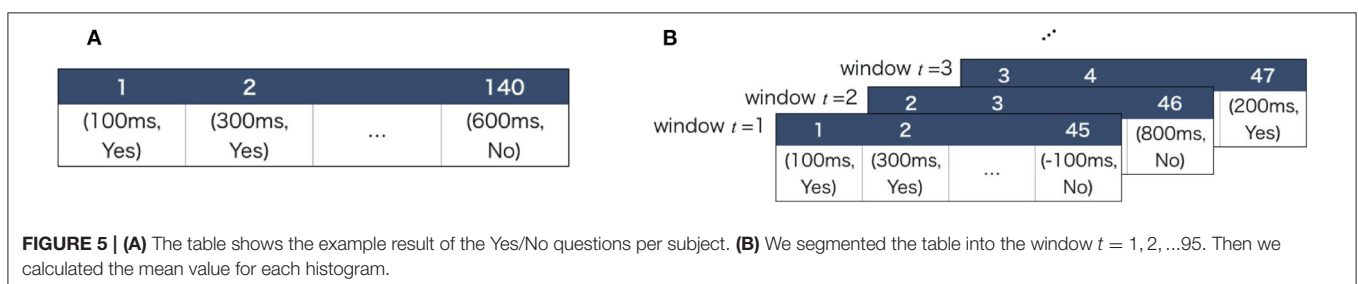 A
1 2 140
(100ms, Yes) (300ms, Yes) ... (600ms, No)
B
window t=3 3 4 47
(200ms, Yes)
window t=2 2 3 46
(800ms, No)
window t=1 1 2 45
(100ms, Yes) (300ms, Yes) ... (-100ms, No)
FIGURE 5 | (A) The table shows the example result of the Yes/No questions per subject. (B) We segmented the table into the window t = 1, 2, ...95. Then we
calculated the mean value for each histogram.